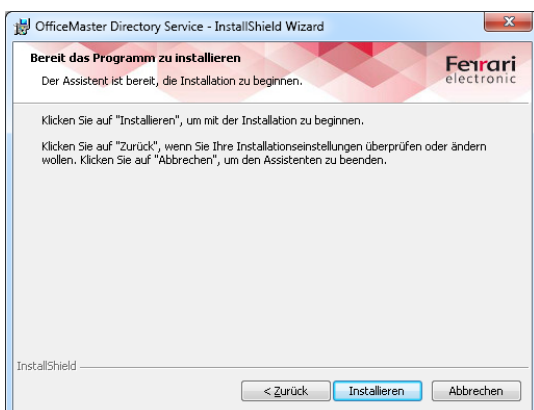 OfficeMaster Directory Service - InstallShield Wizard
Bereit das Programm zu installieren
Der Assistent ist bereit, die Installation zu beginnen.
Ferrari
electronic
Klicken Sie auf "Installieren", um mit der Installation zu beginnen.
Klicken Sie auf "Zurück", wenn Sie Ihre Installationseinstellungen überprüfen oder ändern
wollen. Klicken Sie auf "Abbrechen", um den Assistenten zu beenden.
InstallShield
< Zurück Installieren Abbrechen